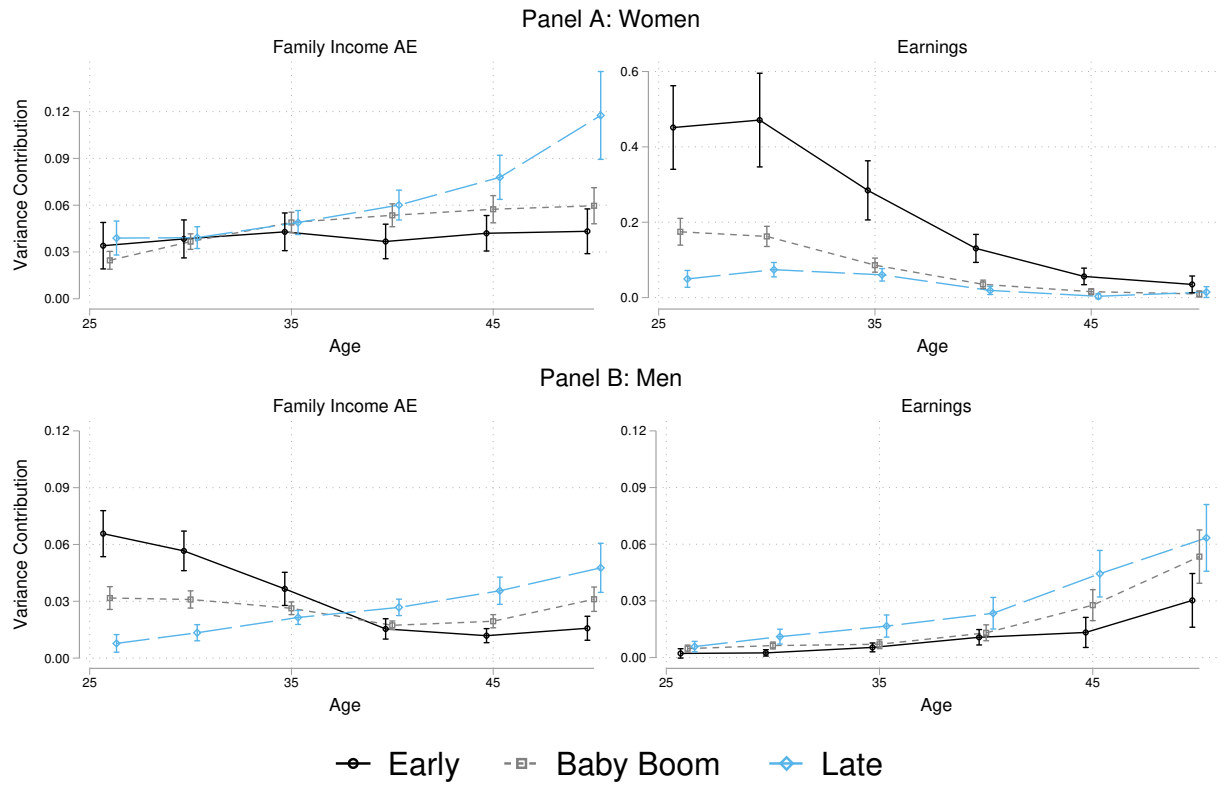 Panel A: Women
Family Income AE
Earnings
Variance Contribution
0.12
0.09
0.06
0.03
0.00
25
35
45
Age
0.6
0.4
0.2
0.0
25
35
45
Age
Panel B: Men
Family Income AE
Earnings
Variance Contribution
0.12
0.09
0.06
0.03
0.00
25
35
45
Age
0.12
0.09
0.06
0.03
0.00
25
35
45
Age
Early
Baby Boom
Late